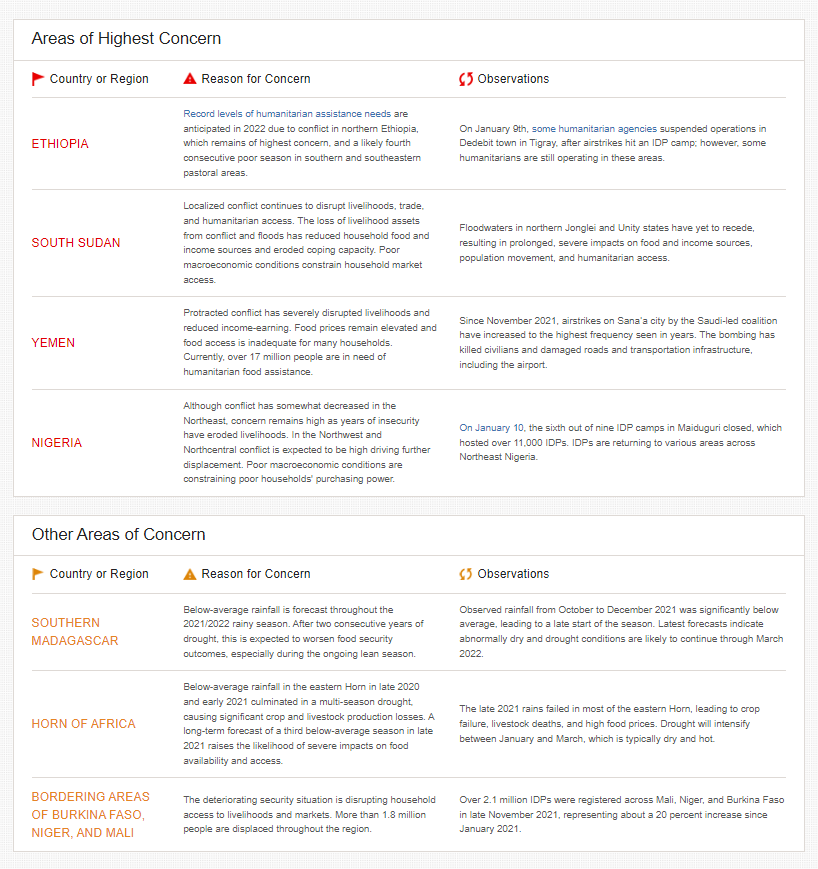 Areas of Highest Concern
Country or Region
Reason for Concern
Observations
ETHIOPIA
Record levels of humanitarian assistance needs are
anticipated in 2022 due to conflict in northern Ethiopia,
which remains of highest concern, and a likely fourth
consecutive poor season in southern and southeastern
pastoral areas.
On January 9th, some humanitarian agencies suspended operations in
Dedebit town in Tigray, after airstrikes hit an IDP camp; however, some
humanitarians are still operating in these areas.
SOUTH SUDAN
Localized conflict continues to disrupt livelihoods, trade,
and humanitarian access. The loss of livelihood assets
from conflict and floods has reduced household food and
income sources and eroded coping capacity. Poor
macroeconomic conditions constrain household market
access.
Floodwaters in northern Jonglei and Unity states have yet to recede,
resulting in prolonged, severe impacts on food and income sources,
population movement, and humanitarian access.
YEMEN
Protracted conflict has severely disrupted livelihoods and
reduced income-earning. Food prices remain elevated and
food access is inadequate for many households.
Currently, over 17 million people are in need of
humanitarian food assistance.
Since November 2021, airstrikes on Sana'a city by the Saudi-led coalition
have increased to the highest frequency seen in years. The bombing has
killed civilians and damaged roads and transportation infrastructure,
including the airport.
NIGERIA
Although conflict has somewhat decreased in the
Northeast, concern remains high as years of insecurity
have eroded livelihoods. In the Northwest and
Northcentral conflict is expected to be high driving further
displacement. Poor macroeconomic conditions are
constraining poor households' purchasing power.
On January 10, the sixth out of nine IDP camps in Maiduguri closed, which
hosted over 11,000 IDPs. IDPs are returning to various areas across
Northeast Nigeria.
Other Areas of Concern
Country or Region
Reason for Concern
Observations
SOUTHERN
MADAGASCAR
Below-average rainfall is forecast throughout the
2021/2022 rainy season. After two consecutive years of
drought, this is expected to worsen food security
outcomes, especially during the ongoing lean season.
Observed rainfall from October to December 2021 was significantly below
average, leading to a late start of the season. Latest forecasts indicate
abnormally dry and drought conditions are likely to continue through March
2022.
HORN OF AFRICA
Below-average rainfall in the eastern Horn in late 2020
and early 2021 culminated in a multi-season drought,
causing significant crop and livestock production losses. A
long-term forecast of a third below-average season in late
2021 raises the likelihood of severe impacts on food
availability and access.
The late 2021 rains failed in most of the eastern Horn, leading to crop
failure, livestock deaths, and high food prices. Drought will intensify
between January and March, which is typically dry and hot.
BORDERING AREAS
OF BURKINA FASO,
NIGER, AND MALI
The deteriorating security situation is disrupting household
access to livelihoods and markets. More than 1.8 million
people are displaced throughout the region.
Over 2.1 million IDPs were registered across Mali, Niger, and Burkina Faso
in late November 2021, representing about a 20 percent increase since
January 2021.